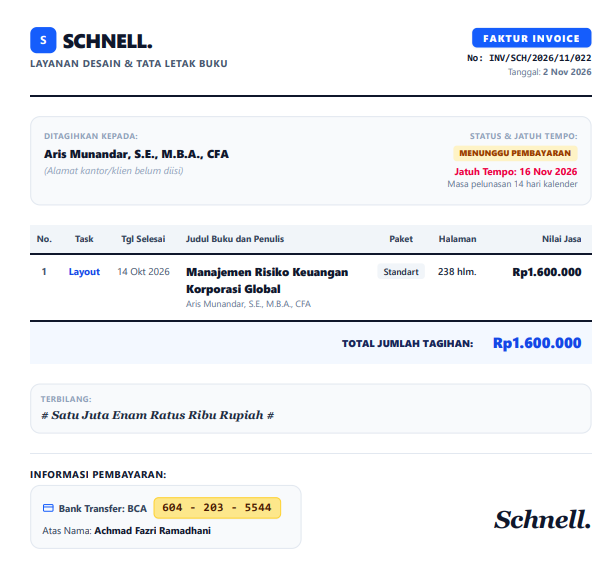 S SCHNELL.
LAYANAN DESAIN & TATA LETAK BUKU
FAKTUR INVOICE
No: INV/SCH/2026/11/022
Tanggal: 2 Nov 2026
DITAGIHKAN KEPADA:
Aris Munandar, S.E., M.B.A., CFA
(Alamat kantor/klien belum diisi)
STATUS & JATUH TEMPO:
MENUNGGU PEMBAYARAN
Jatuh Tempo: 16 Nov 2026
Masa pelunasan 14 hari kalender
No. Task Tgl Selesai Judul Buku dan Penulis Paket Halaman Nilai Jasa
1 Layout 14 Okt 2026 Manajemen Risiko Keuangan Standart 238 hlm. Rp1.600.000
Korporasi Global
Aris Munandar, S.E., M.B.A., CFA
TOTAL JUMLAH TAGIHAN: Rp1.600.000
TERBILANG:
# Satu Juta Enam Ratus Ribu Rupiah #
INFORMASI PEMBAYARAN:
Bank Transfer: BCA 604 - 203 - 5544
Atas Nama: Achmad Fazri Ramadhani
Schnell.